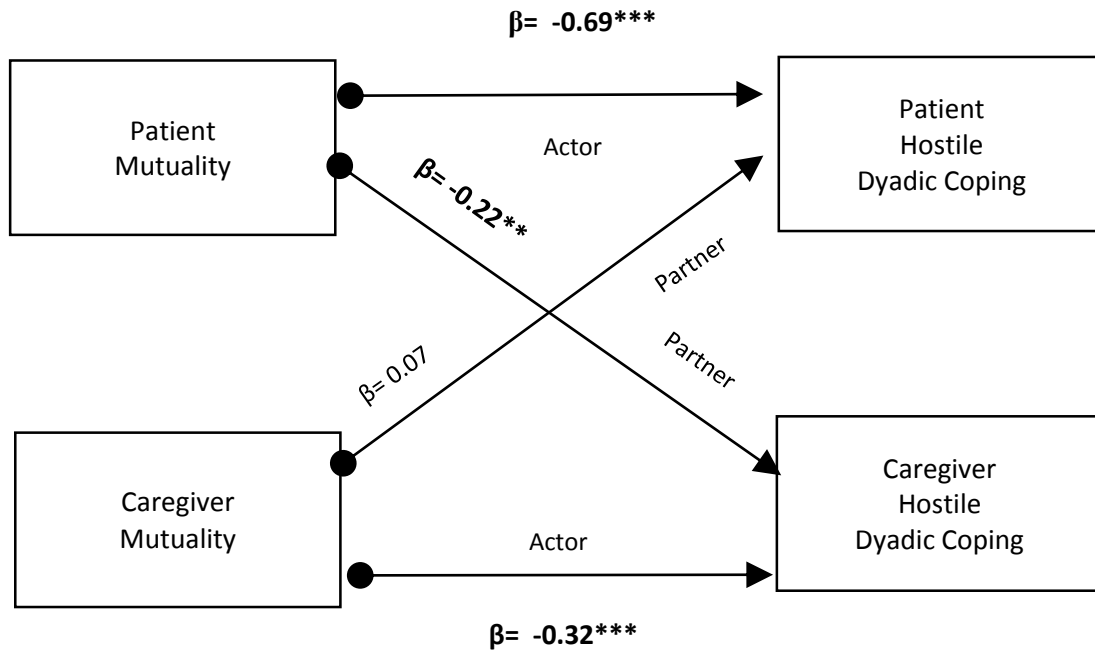 β=  -0.69***
Patient
Mutuality
Actor
Patient
Hostile
Dyadic Coping
β= -0.22**
Partner
β= 0.07
Partner
Caregiver
Mutuality
Actor
Caregiver
Hostile
Dyadic Coping
β=  -0.32***